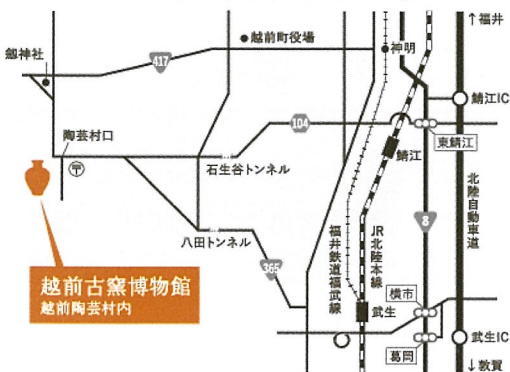 ↑福井
越前町役場
神明
劔神社
417
鯖江IC
104
東鯖江
陶芸村口
〒
鯖江
石生谷トンネル
北陸自動車道
8
八田トンネル
365
福井鉄道福武線
JR北陸本線
越前古窯博物館
越前陶芸村内
横市
武生
武生IC
葛岡
↓敦賀